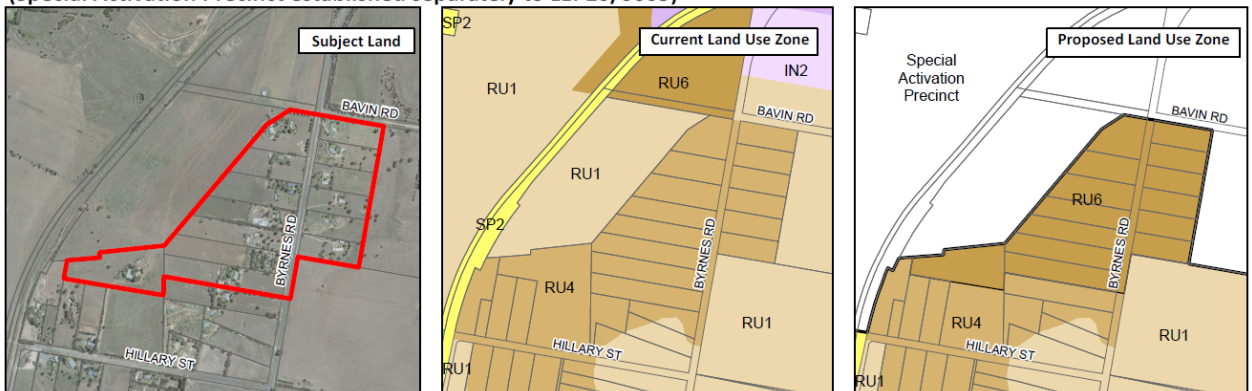 (Special Activation Precinct established separately to LEP20/0003)
Subject Land
BAVIN RD
BYRNES RD
HILLARY ST
Current Land Use Zone
SP2
RU1
RU6
IN2
BAVIN RD
RU1
SP2
BYRNES RD
RU4
RU1
HILLARY ST
RU1
Proposed Land Use Zone
Special
Activation
Precinct
BAVIN RD
RU6
BYRNES RD
RU4
RU1
HILLARY ST
RU1